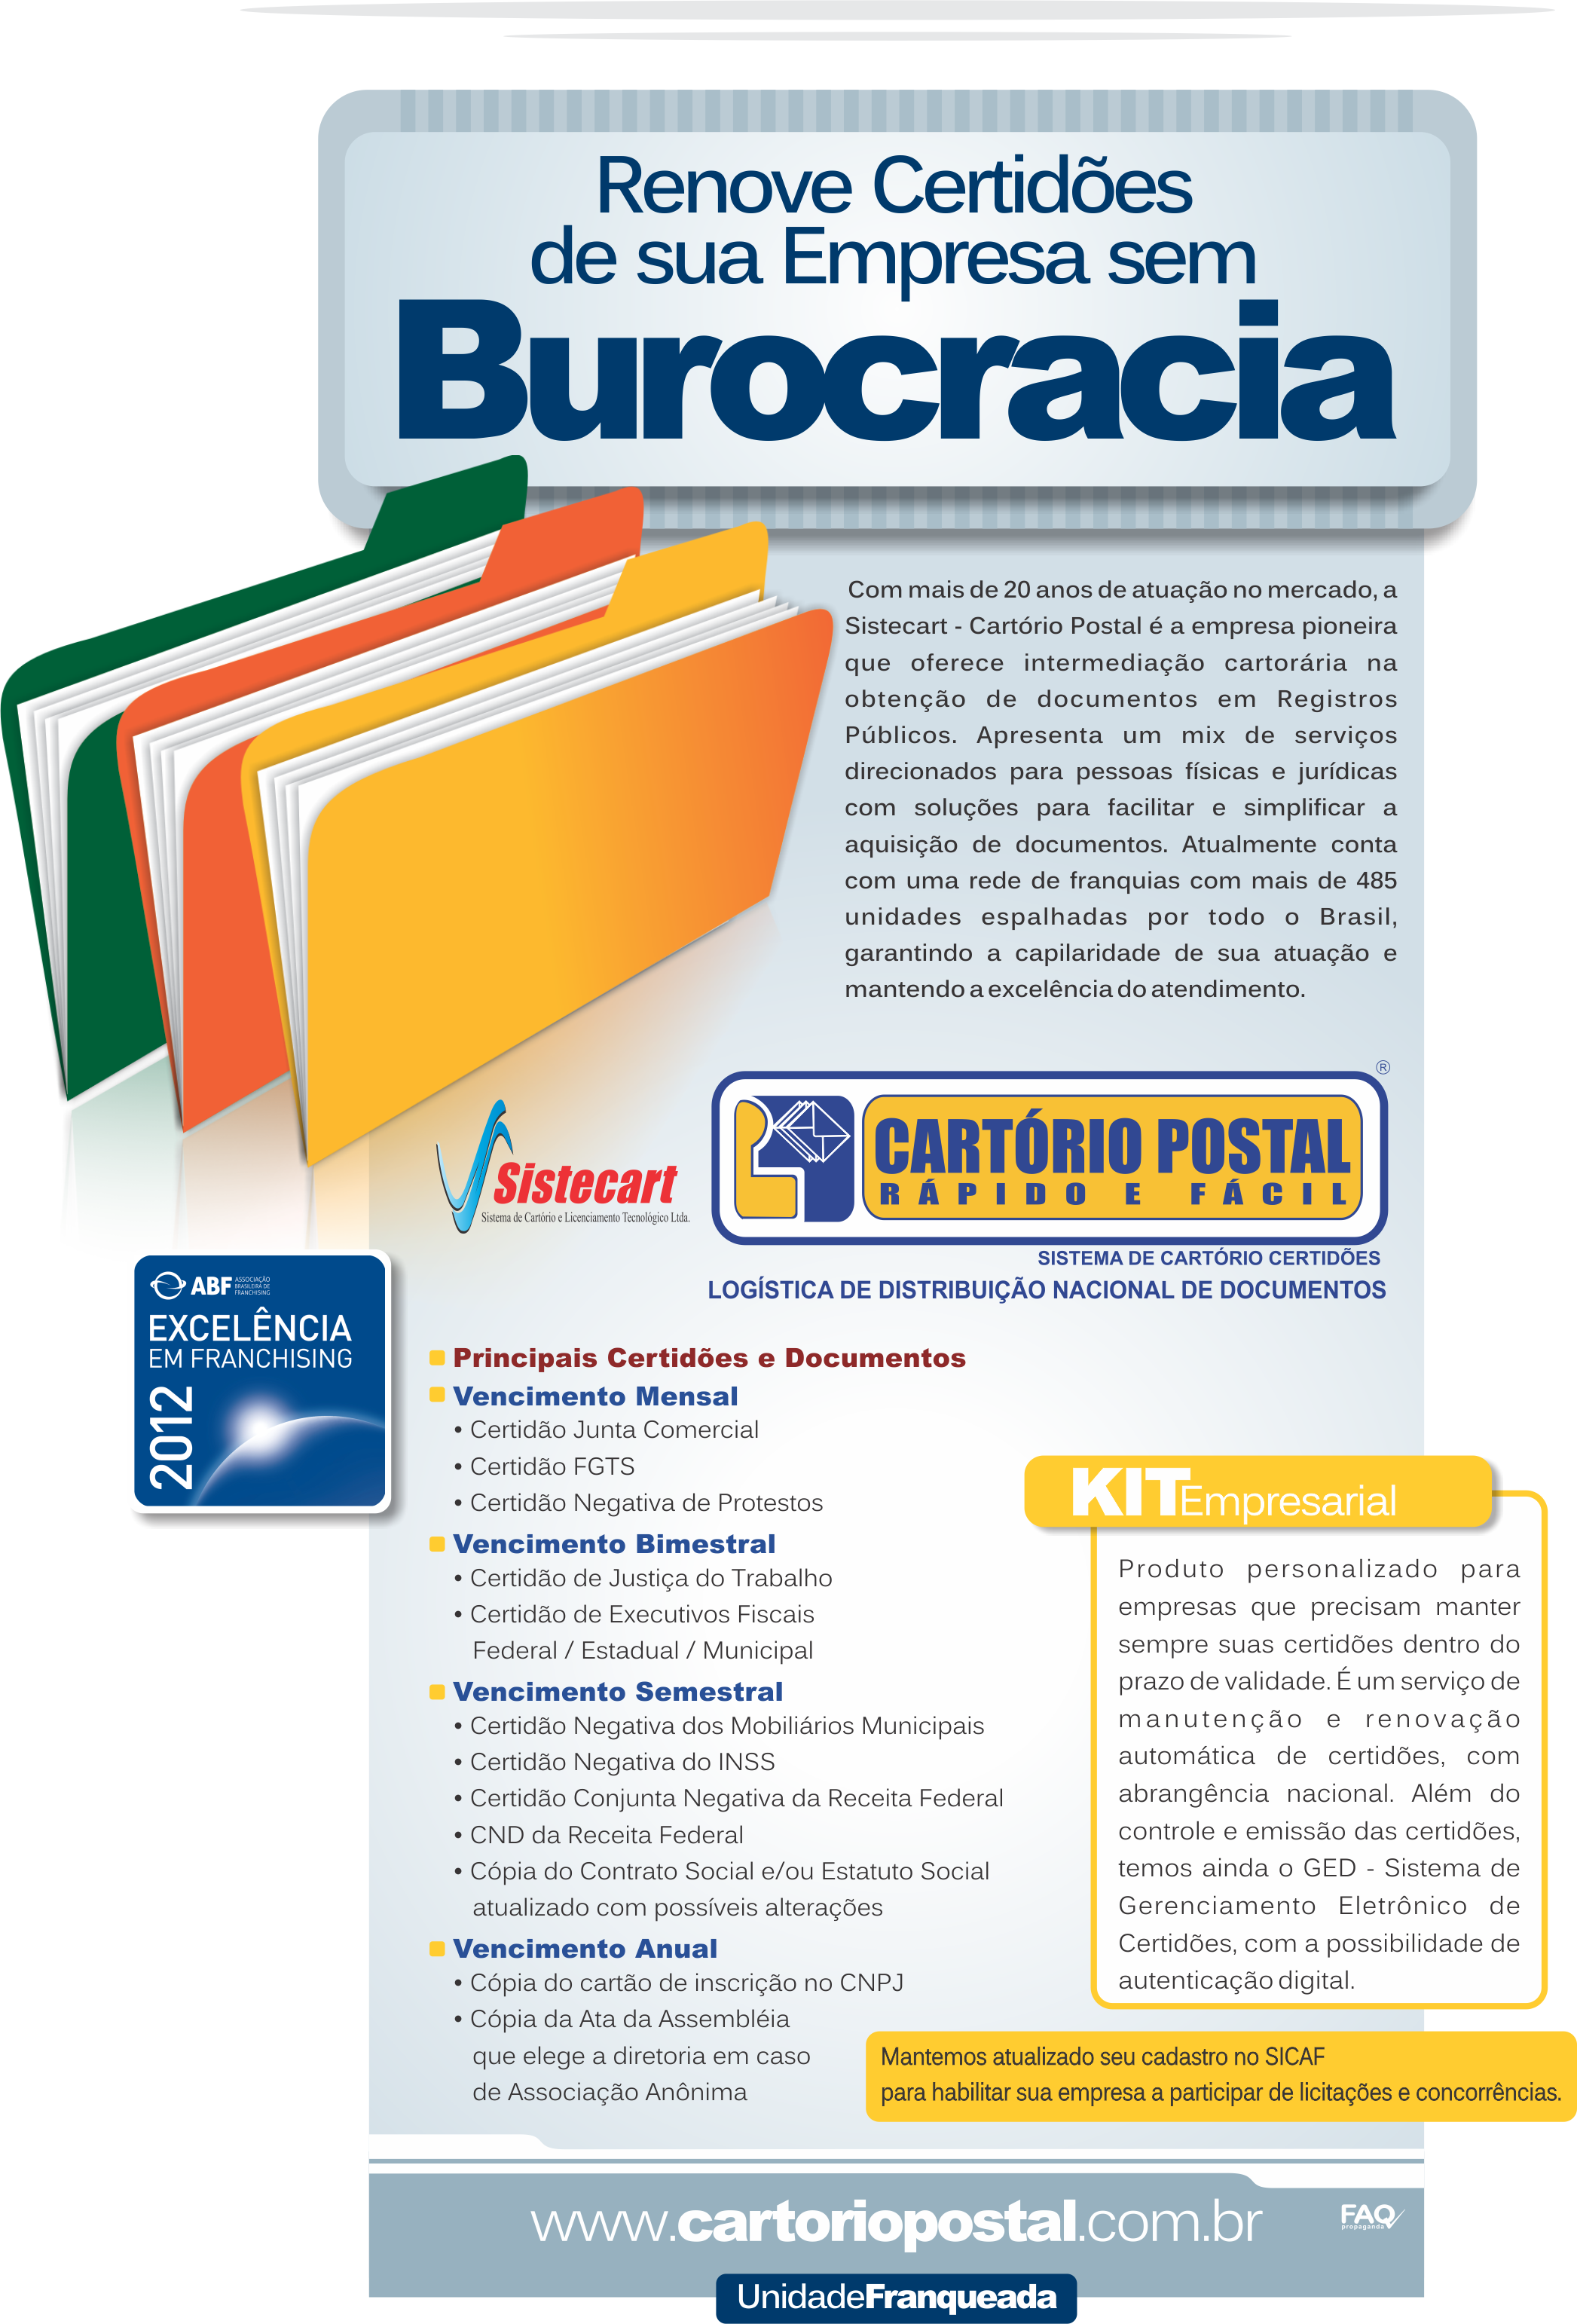 Renove Certidões
de sua Empresa sem
Burocracia
Com mais de 20 anos de atuação no mercado, a
Sistecart - Cartório Postal é a empresa pioneira
que oferece intermediação cartorária na
obtenção de documentos em Registros
Públicos. Apresenta um mix de serviços
direcionados para pessoas físicas e jurídicas
com soluções para facilitar e simplificar a
aquisição de documentos. Atualmente conta
com uma rede de franquias com mais de 485
unidades espalhadas por todo o Brasil,
garantindo a capilaridade de sua atuação e
mantendo a excelência do atendimento.
Sistecart
Sistema de Cartório e Licenciamento Tecnológico Ltda.
®
CARTÓRIO POSTAL
RÁPIDO E FÁCIL
SISTEMA DE CARTÓRIO CERTIDÕES
LOGÍSTICA DE DISTRIBUIÇÃO NACIONAL DE DOCUMENTOS
ABF
ASSOCIAÇÃO
BRASILEIRA DE
FRANCHISING
EXCELÊNCIA
EM FRANCHISING
2012
Principais Certidões e Documentos
Vencimento Mensal
• Certidão Junta Comercial
• Certidão FGTS
• Certidão Negativa de Protestos
Vencimento Bimestral
• Certidão de Justiça do Trabalho
• Certidão de Executivos Fiscais
Federal / Estadual / Municipal
Vencimento Semestral
• Certidão Negativa dos Mobiliários Municipais
• Certidão Negativa do INSS
• Certidão Conjunta Negativa da Receita Federal
• CND da Receita Federal
• Cópia do Contrato Social e/ou Estatuto Social
atualizado com possíveis alterações
Vencimento Anual
• Cópia do cartão de inscrição no CNPJ
• Cópia da Ata da Assembléia
que elege a diretoria em caso
de Associação Anônima
KIT Empresarial
Produto personalizado para
empresas que precisam manter
sempre suas certidões dentro do
prazo de validade. É um serviço de
manutenção e renovação
automática de certidões, com
abrangência nacional. Além do
controle e emissão das certidões,
temos ainda o GED - Sistema de
Gerenciamento Eletrônico de
Certidões, com a possibilidade de
autenticação digital.
Mantemos atualizado seu cadastro no SICAF
para habilitar sua empresa a participar de licitações e concorrências.
www.cartoriopostal.com.br
FAQ
propaganda
UnidadeFranqueada